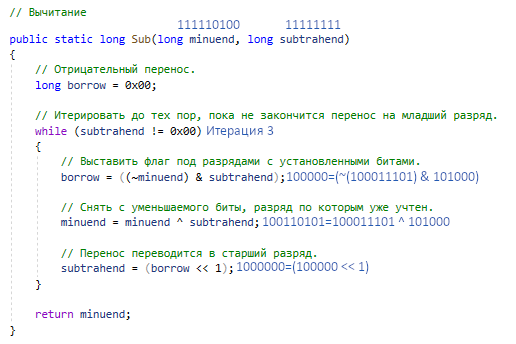 // Вычитание
111110100 11111111
public static long Sub(long minuend, long subtrahend)
{
// Отрицательный перенос.
long borrow = 0x00;
// Итерировать до тех пор, пока не закончится перенос на младший разряд.
while (subtrahend != 0x00) Итерация 3
{
// Выставить флаг под разрядами с установленными битами.
borrow = ((~minuend) & subtrahend);100000=(~(100011101) & 101000)
// Снять с уменьшаемого биты, разряд по которым уже учтен.
minuend = minuend ^ subtrahend;100110101=100011101 ^ 101000
// Перенос переводится в старший разряд.
subtrahend = (borrow << 1);1000000=(100000 << 1)
}
return minuend;
}